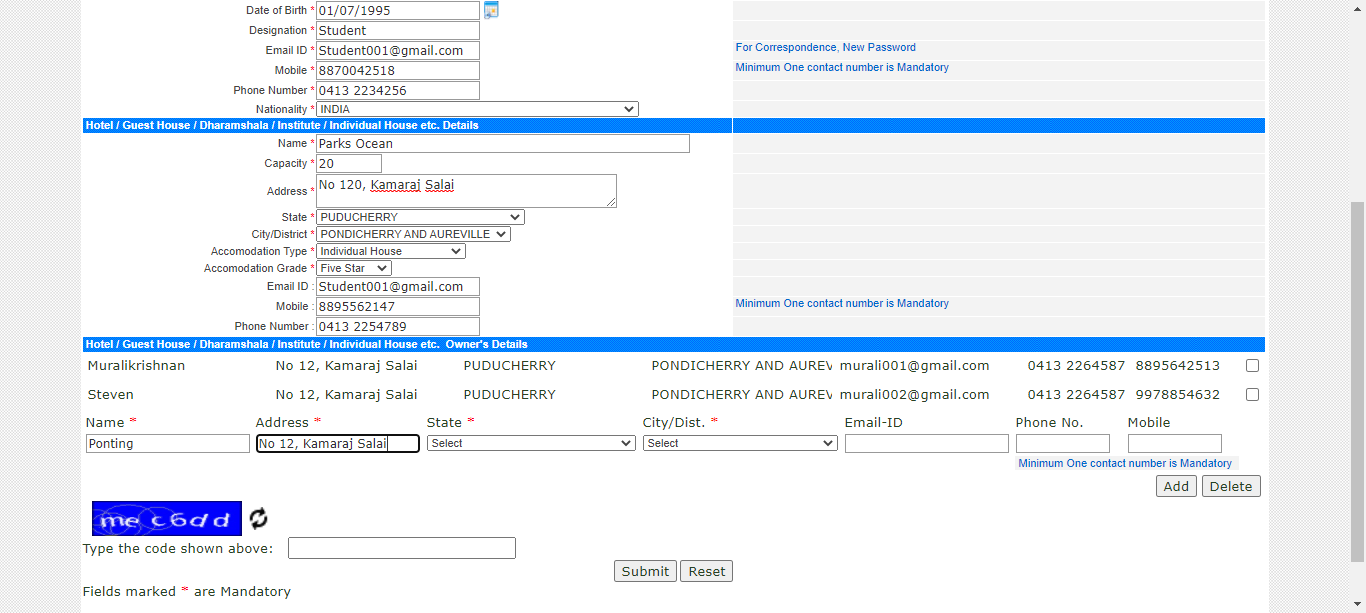 Date of Birth * 01/07/1995
Designation * Student
Email ID * Student001@gmail.com For Correspondence, New Password
Mobile * 8870042518 Minimum One contact number is Mandatory
Phone Number * 0413 2234256
Nationality * INDIA
Hotel / Guest House / Dharamshala / Institute / Individual House etc. Details
Name * Parks Ocean
Capacity * 20
Address * No 120, Kamaraj Salai
State * PUDUCHERRY
City/District * PONDICHERRY AND AUREVILLE
Accomodation Type * Individual House
Accomodation Grade * Five Star
Email ID : Student001@gmail.com
Mobile : 8895562147 Minimum One contact number is Mandatory
Phone Number : 0413 2254789
Hotel / Guest House / Dharamshala / Institute / Individual House etc. Owner's Details
Muralikrishnan No 12, Kamaraj Salai PUDUCHERRY PONDICHERRY AND AUREV murali001@gmail.com 0413 2264587 8895642513
Steven No 12, Kamaraj Salai PUDUCHERRY PONDICHERRY AND AUREV murali002@gmail.com 0413 2264587 9978854632
Name * Address * State * City/Dist. * Email-ID Phone No. Mobile
Ponting No 12, Kamaraj Salai Select Select
Minimum One contact number is Mandatory
Add Delete
me c6dd
Type the code shown above:
Submit Reset
Fields marked * are Mandatory